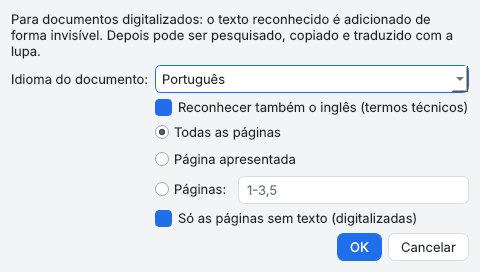 Para documentos digitalizados: o texto reconhecido é adicionado de
forma invisível. Depois pode ser pesquisado, copiado e traduzido com a
lupa.
Idioma do documento: Português
Reconhecer também o inglês (termos técnicos)
Todas as páginas
Página apresentada
Páginas: 1-3,5
Só as páginas sem texto (digitalizadas)
OK Cancelar